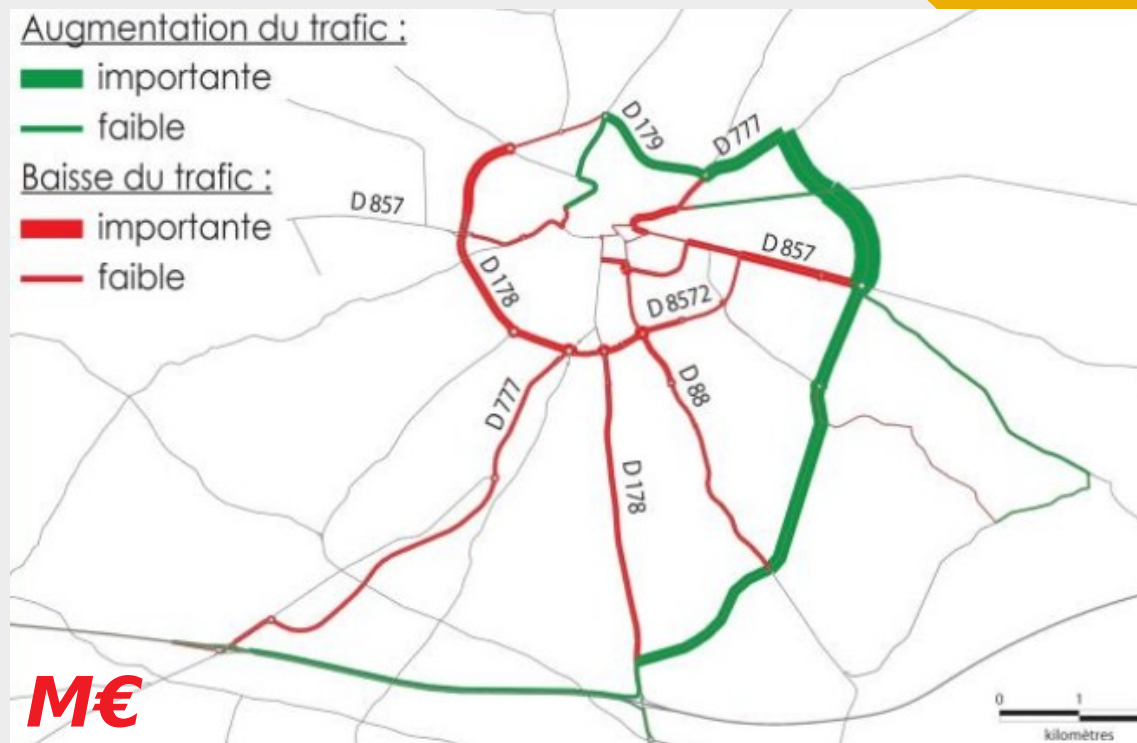 Augmentation du trafic :
importante
faible
Baisse du trafic :
importante
faible
D 179
D 777
D 857
D 857
D 178
D 8572
D 88
D 777
D 178
M€
0 1
kilomètres